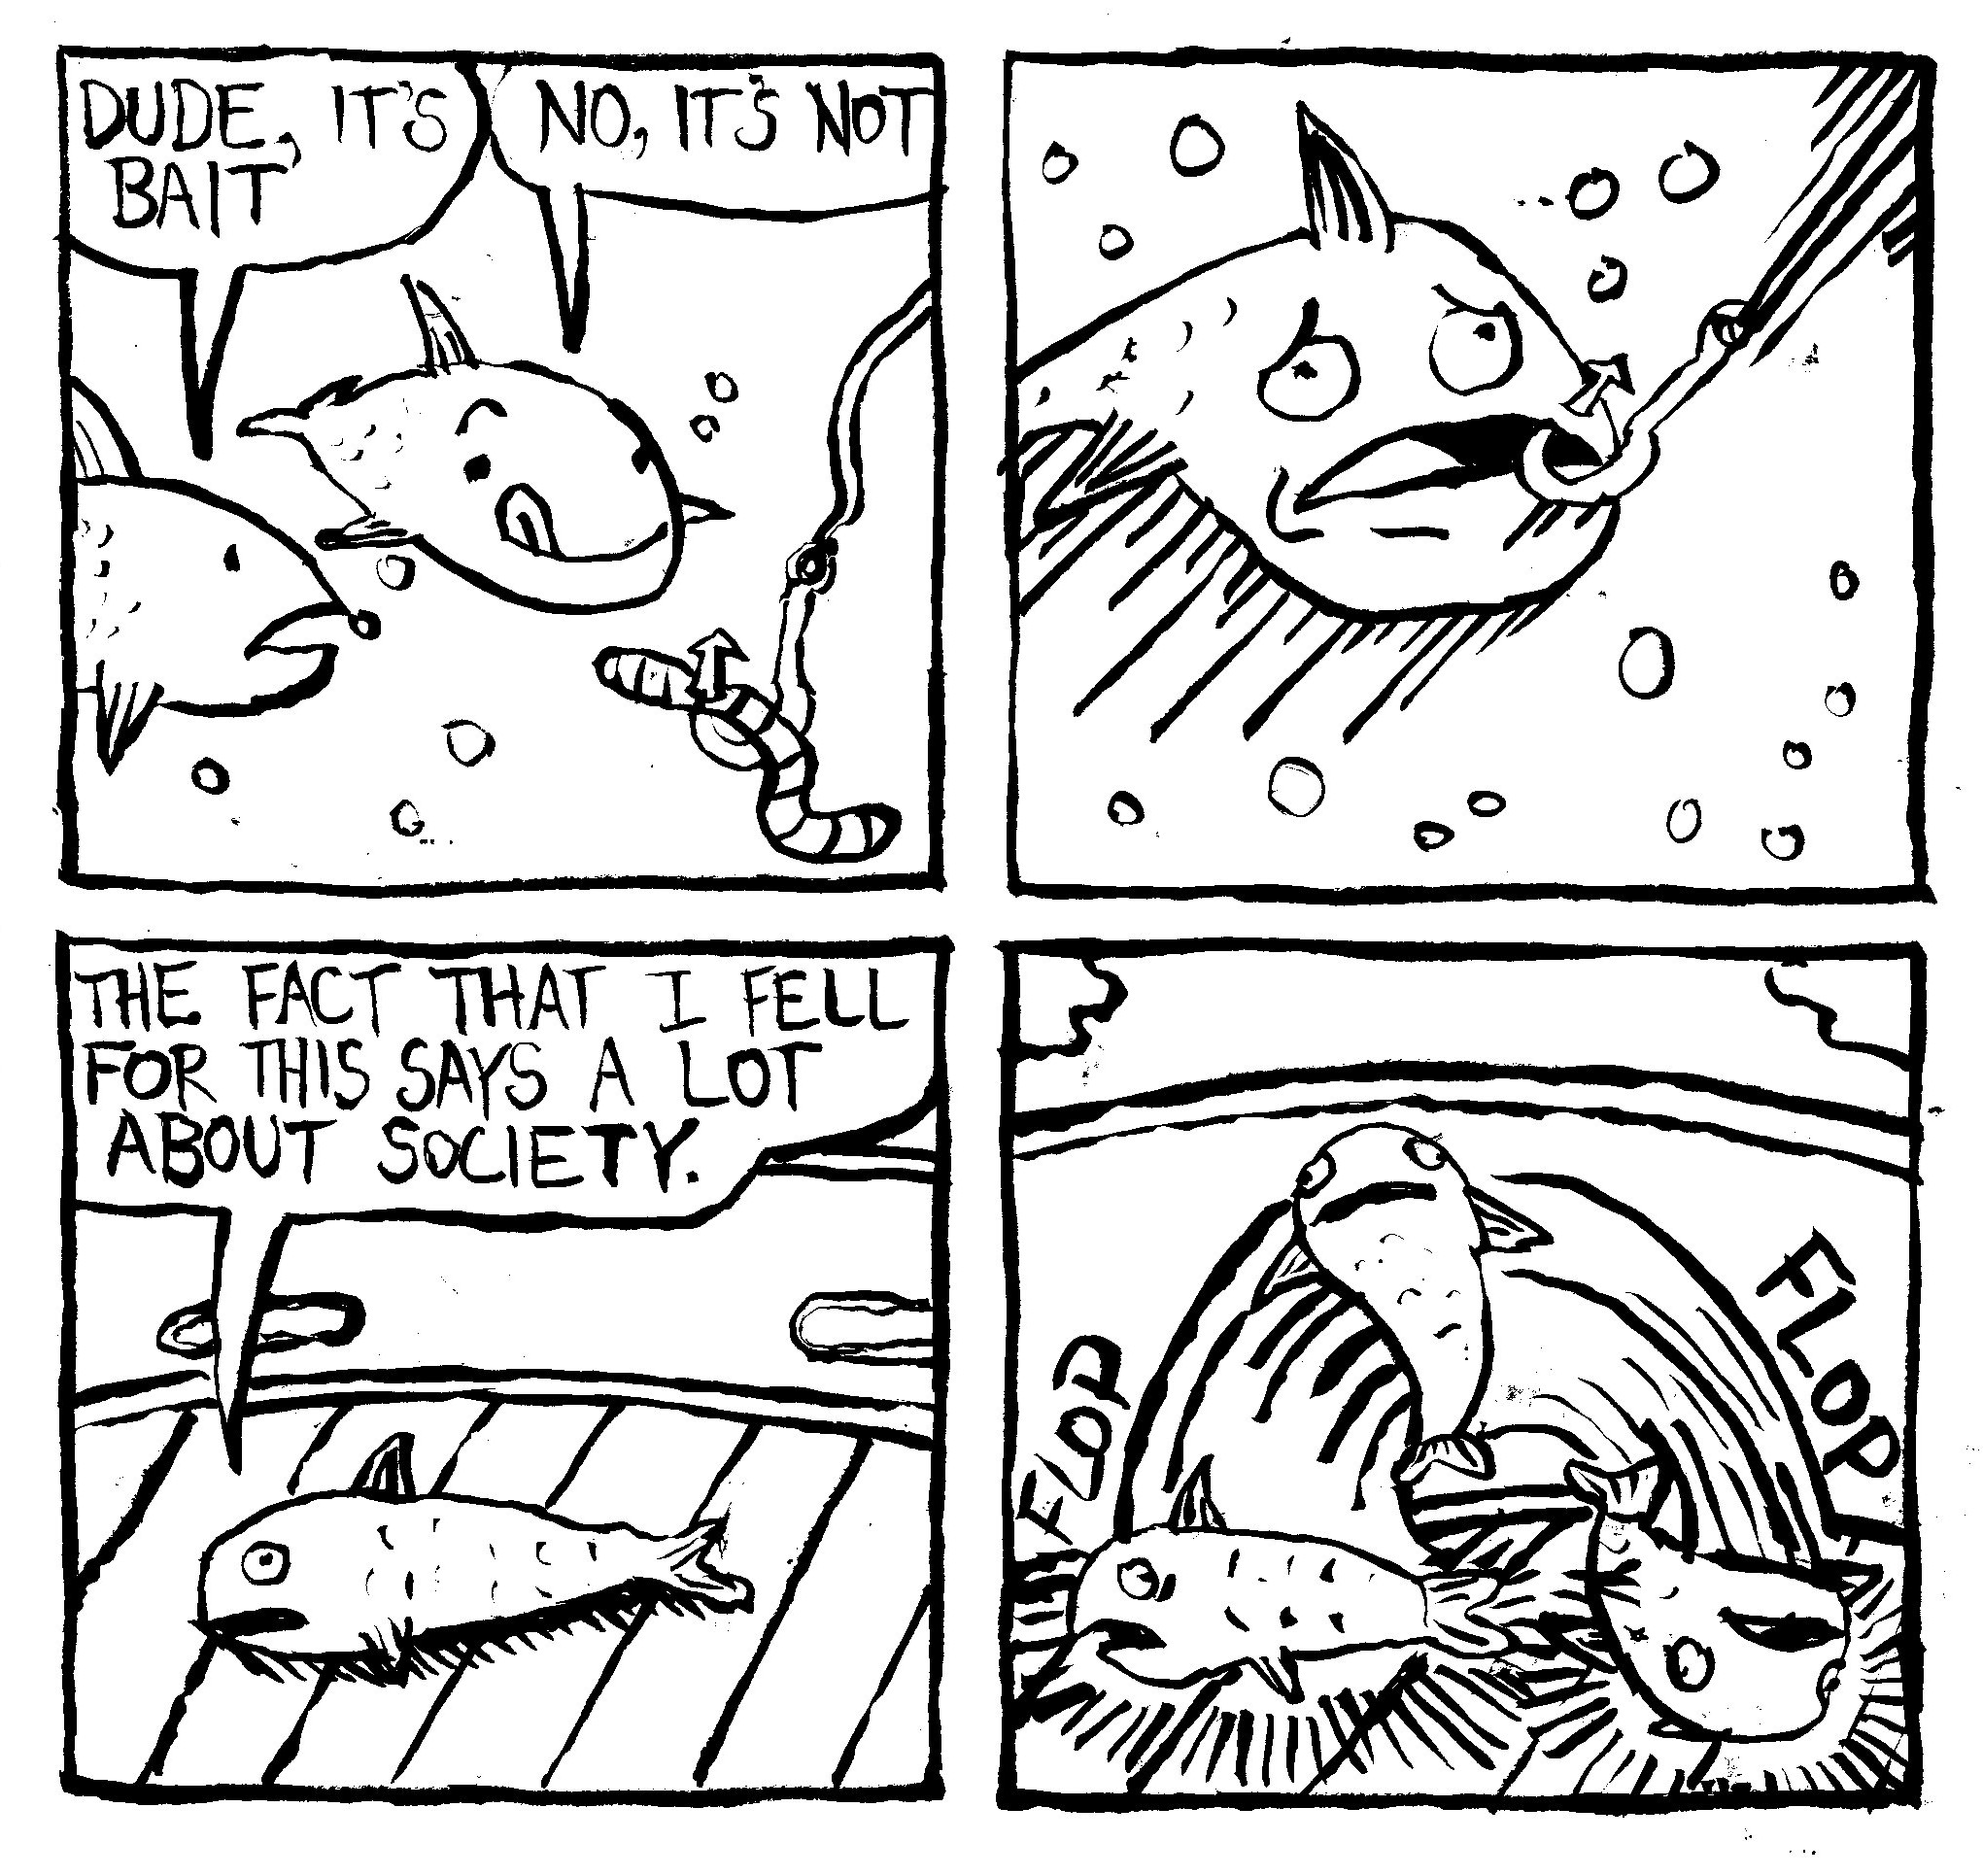 DUDE, IT'S
BAIT
NO, IT'S NOT
THE FACT THAT I FELL
FOR THIS SAYS A LOT
ABOUT SOCIETY.
FLOP
FLOP